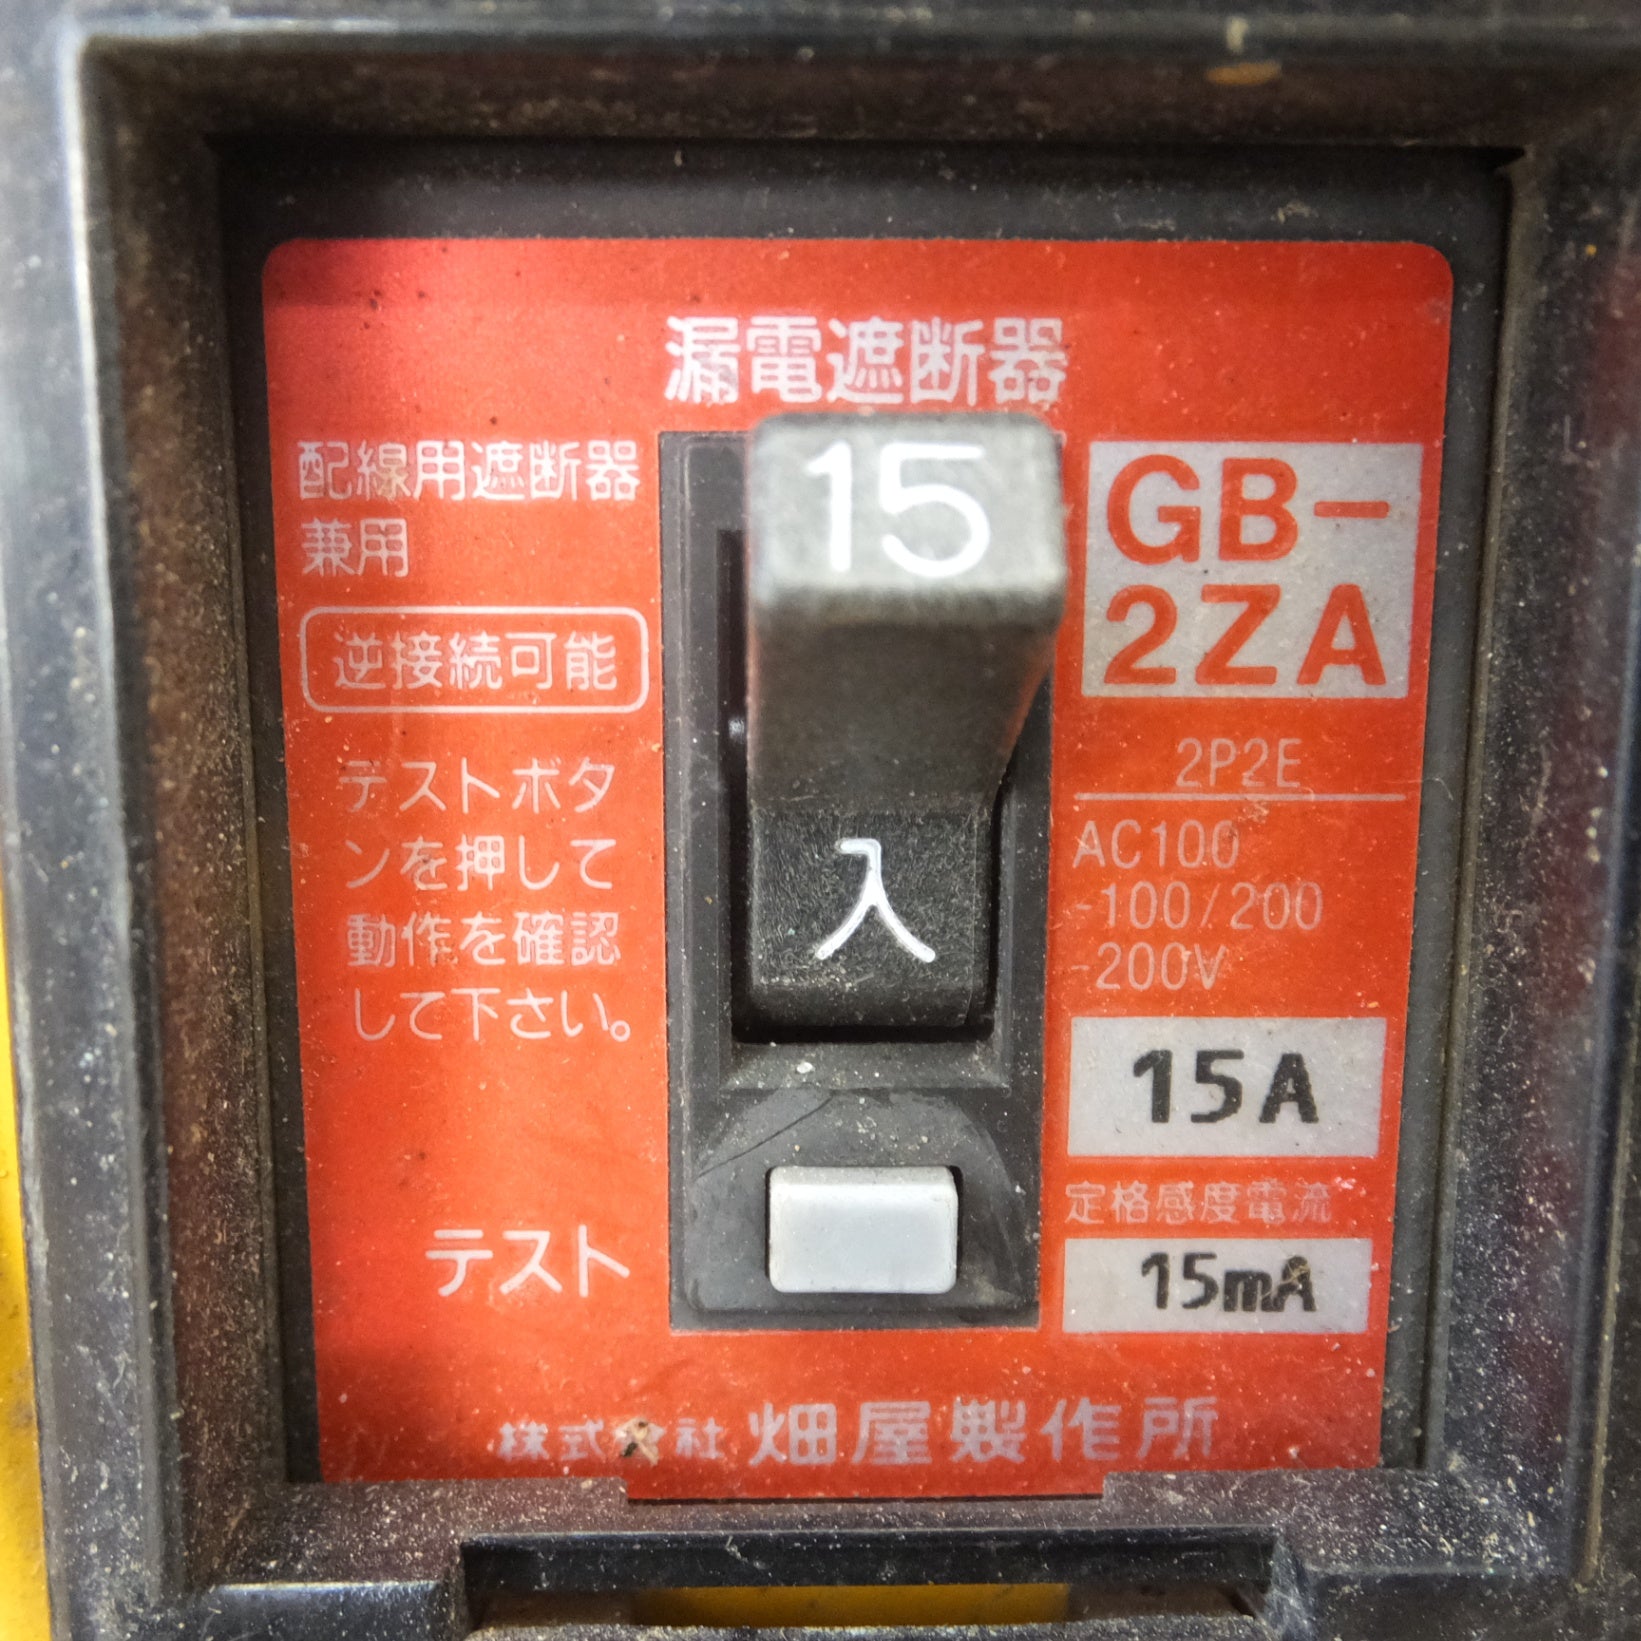 漏電遮断器
配線用遮断器
兼用
逆接続可能
テストボタ
ンを押して
動作を確認
して下さい。
テスト
15
入
GB-
2ZA
2P2E
AC100
-100/200
-200V
15A
定格感度電流
15mA
株式会社 畑屋製作所